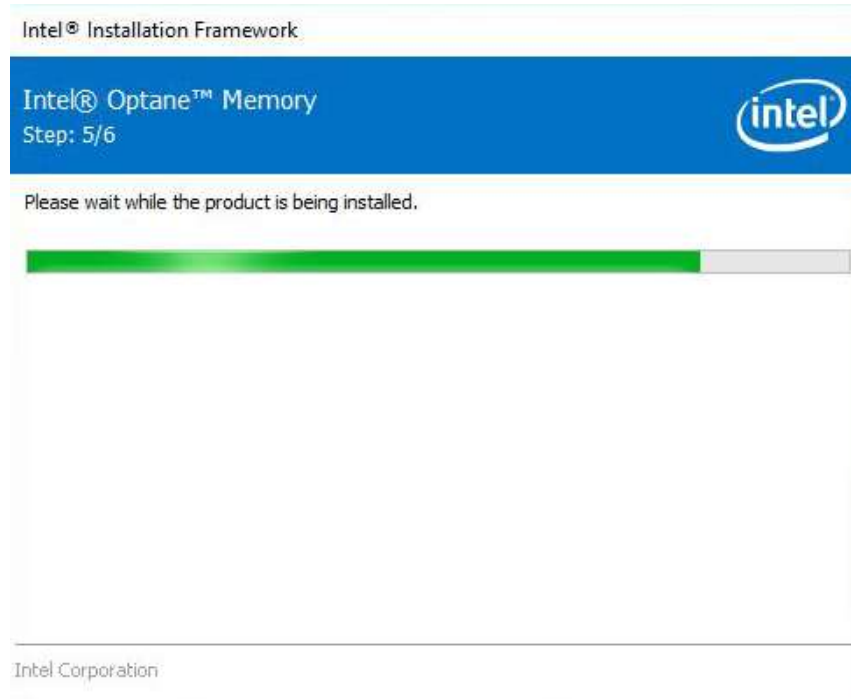 Intel® Installation Framework
Intel® Optane™ Memory
Step: 5/6
intel
Please wait while the product is being installed.
Intel Corporation